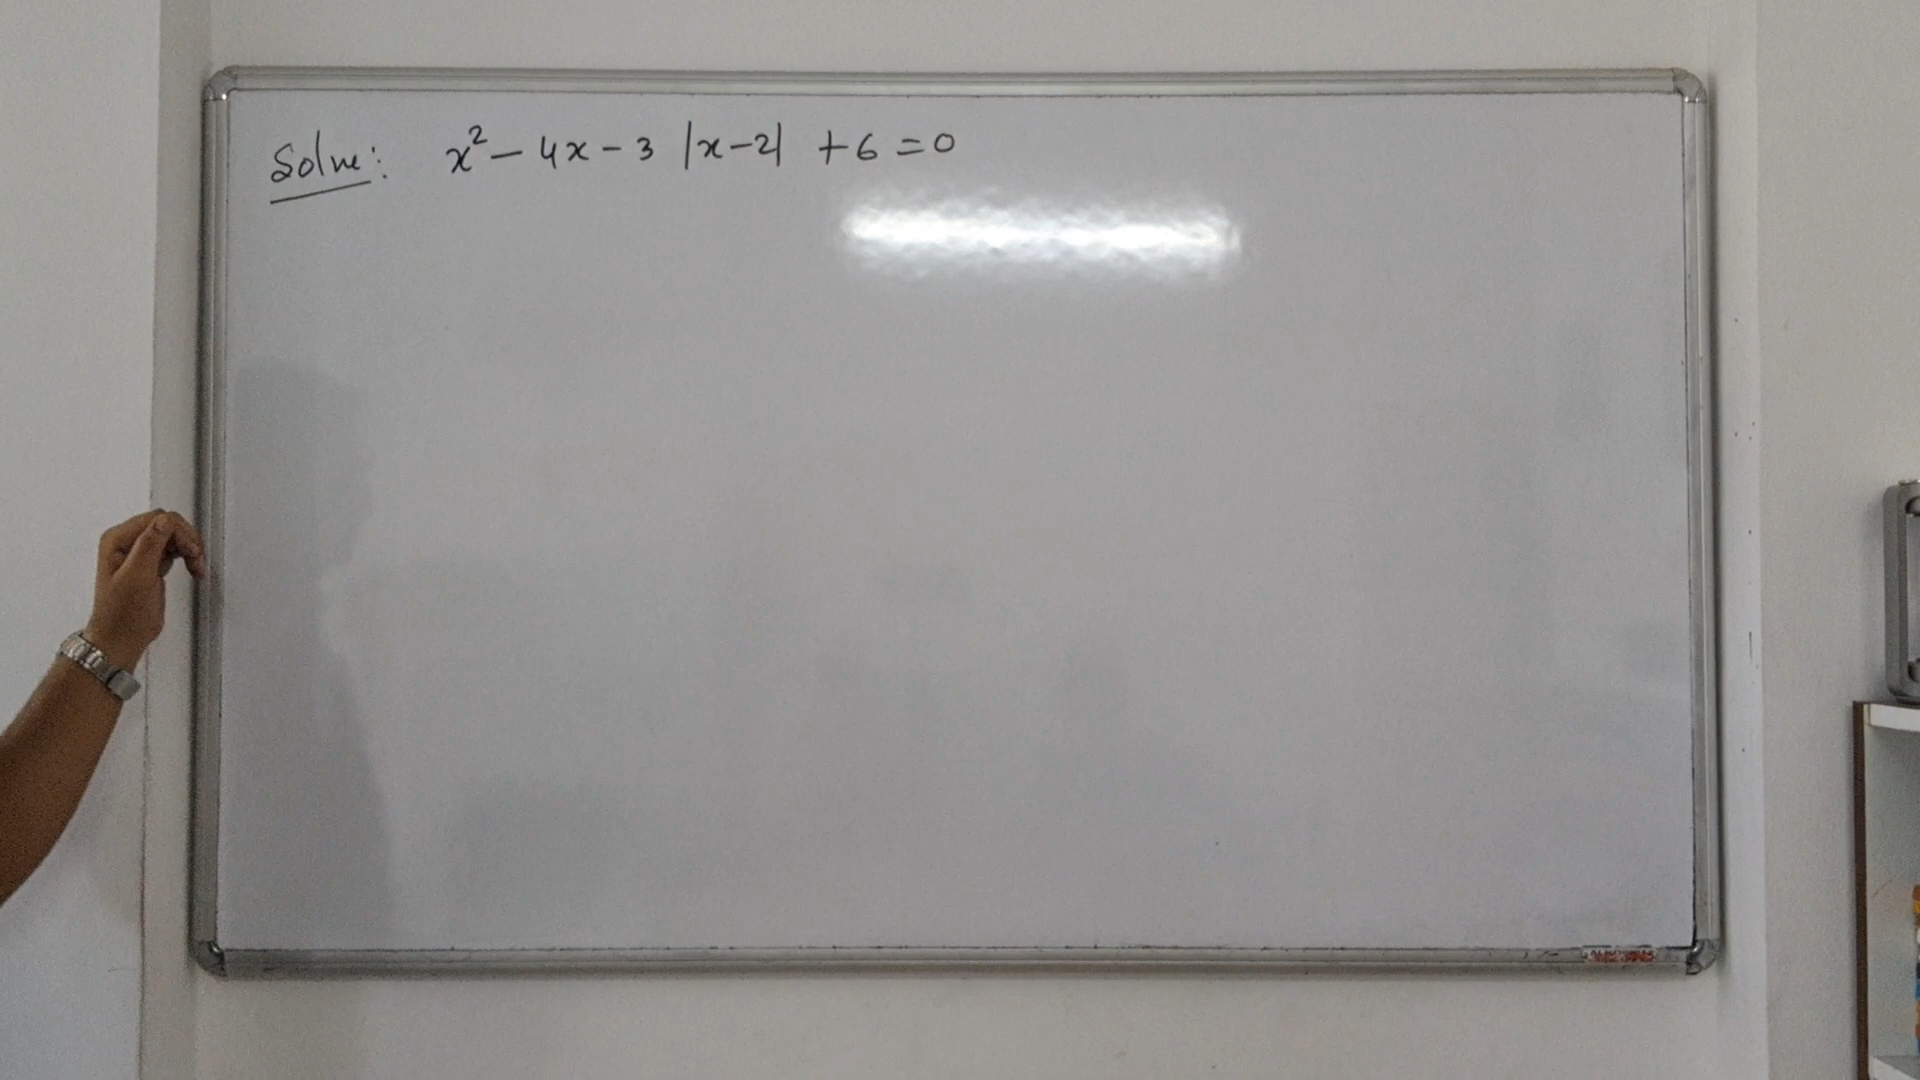 Solve: x² - 4x - 3 |x-2| + 6 = 0